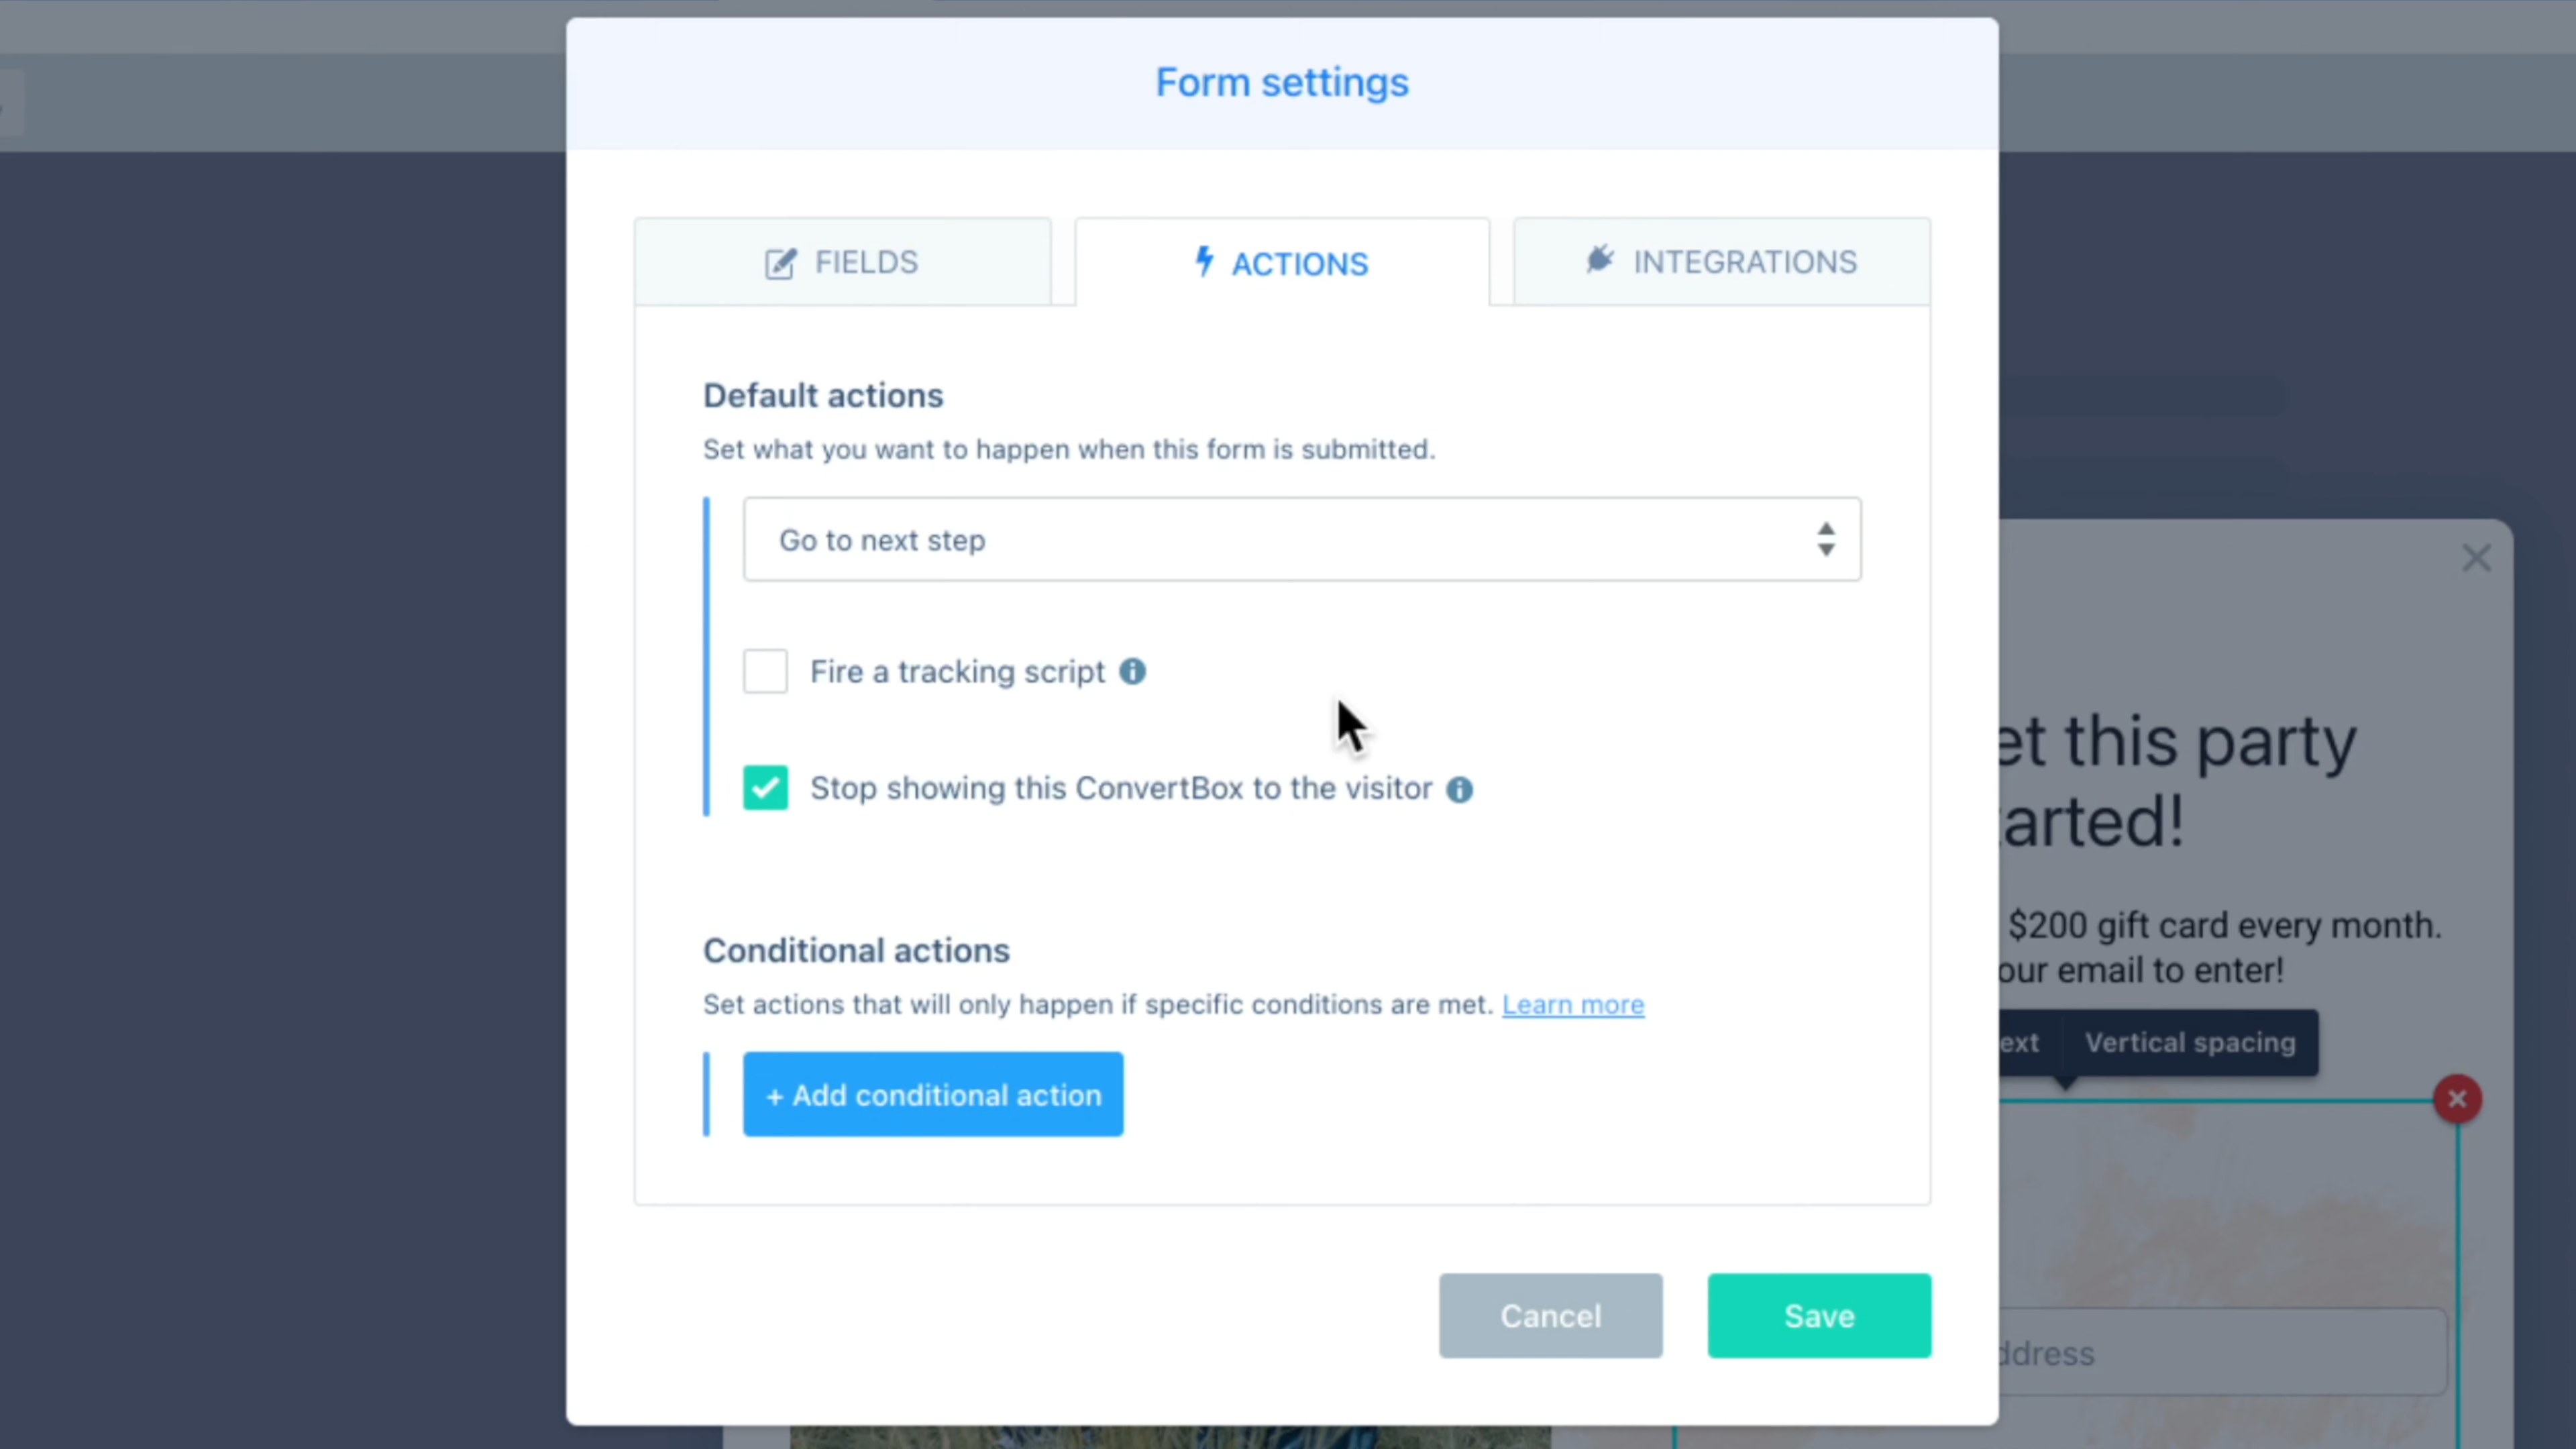 Form settings
FIELDS
ACTIONS
INTEGRATIONS
Default actions
Set what you want to happen when this form is submitted.
Go to next step
Fire a tracking script
Stop showing this ConvertBox to the visitor
Conditional actions
Set actions that will only happen if specific conditions are met. Learn more
+ Add conditional action
Cancel
Save
et this party
arted!
$200 gift card every month.
our email to enter!
ext
Vertical spacing
ddress